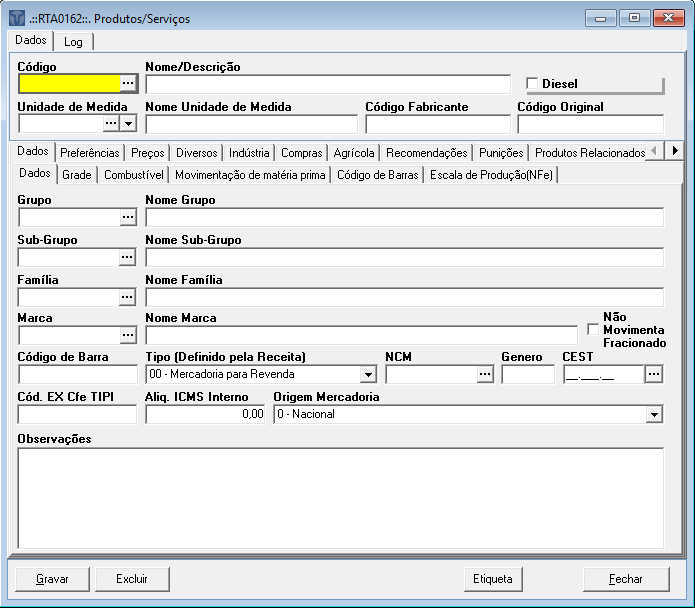 .::RTA0162::. Produtos/Serviços
Dados Log
Código Nome/Descrição
... Diesel
Unidade de Medida Nome Unidade de Medida Código Fabricante Código Original
...
Dados Preferências Preços Diversos Indústria Compras Agrícola Recomendações Punições Produtos Relacionados
Dados Grade Combustível Movimentação de matéria prima Código de Barras Escala de Produção(NFe)
Grupo Nome Grupo
...
Sub-Grupo Nome Sub-Grupo
...
Família Nome Família
...
Marca Nome Marca Não
... Movimenta
Fracionado
Código de Barra Tipo (Definido pela Receita) NCM Genero CEST
00 - Mercadoria para Revenda ... __.___.__ ...
Cód. EX Cfe TIPI Aliq. ICMS Interno Origem Mercadoria
0,00 0 - Nacional
Observações
Gravar Excluir Etiqueta Fechar